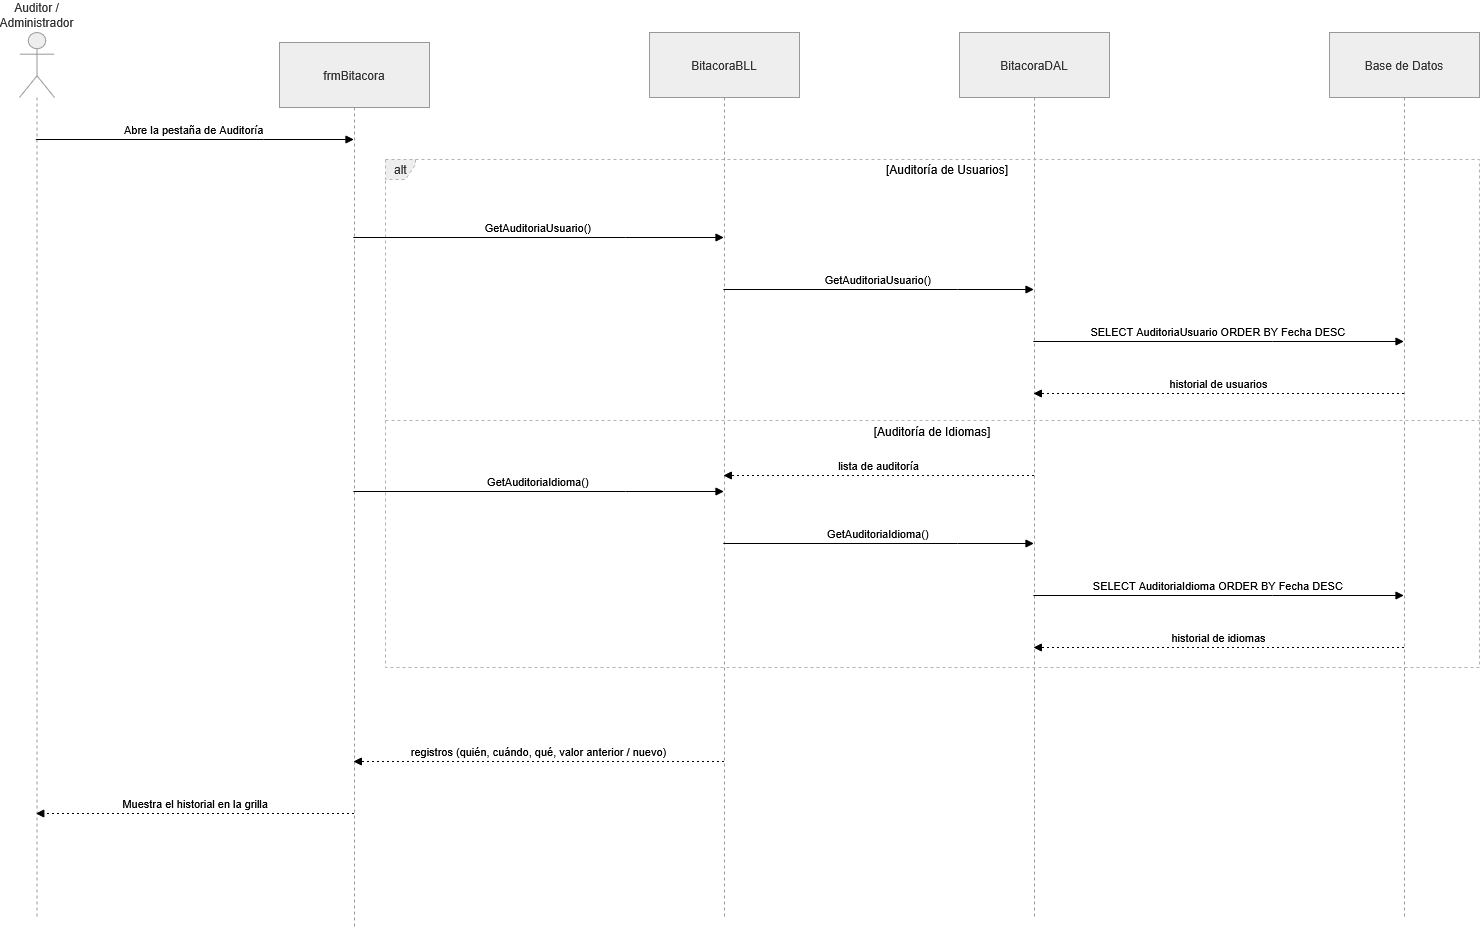 Auditor /
Administrador
frmBitacora
BitacoraBLL
BitacoraDAL
Base de Datos
Abre la pestaña de Auditoría
alt
[Auditoría de Usuarios]
GetAuditoriaUsuario()
GetAuditoriaUsuario()
SELECT AuditoriaUsuario ORDER BY Fecha DESC
historial de usuarios
[Auditoría de Idiomas]
lista de auditoría
GetAuditoriaIdioma()
GetAuditoriaIdioma()
SELECT AuditoriaIdioma ORDER BY Fecha DESC
historial de idiomas
registros (quién, cuándo, qué, valor anterior / nuevo)
Muestra el historial en la grilla